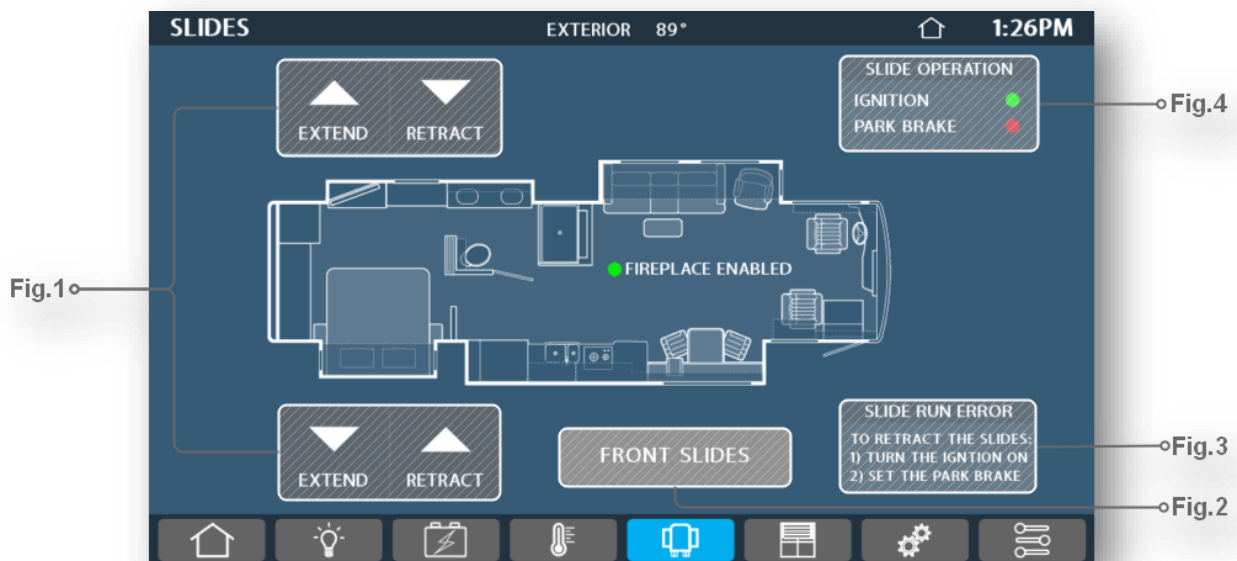 SLIDES
EXTERIOR 89°
1:26PM
EXTEND RETRACT
SLIDE OPERATION
IGNITION
PARK BRAKE
Fig.4
FIREPLACE ENABLED
Fig.1
EXTEND RETRACT
FRONT SLIDES
SLIDE RUN ERROR
TO RETRACT THE SLIDES:
1) TURN THE IGNTION ON
2) SET THE PARK BRAKE
Fig.3
Fig.2